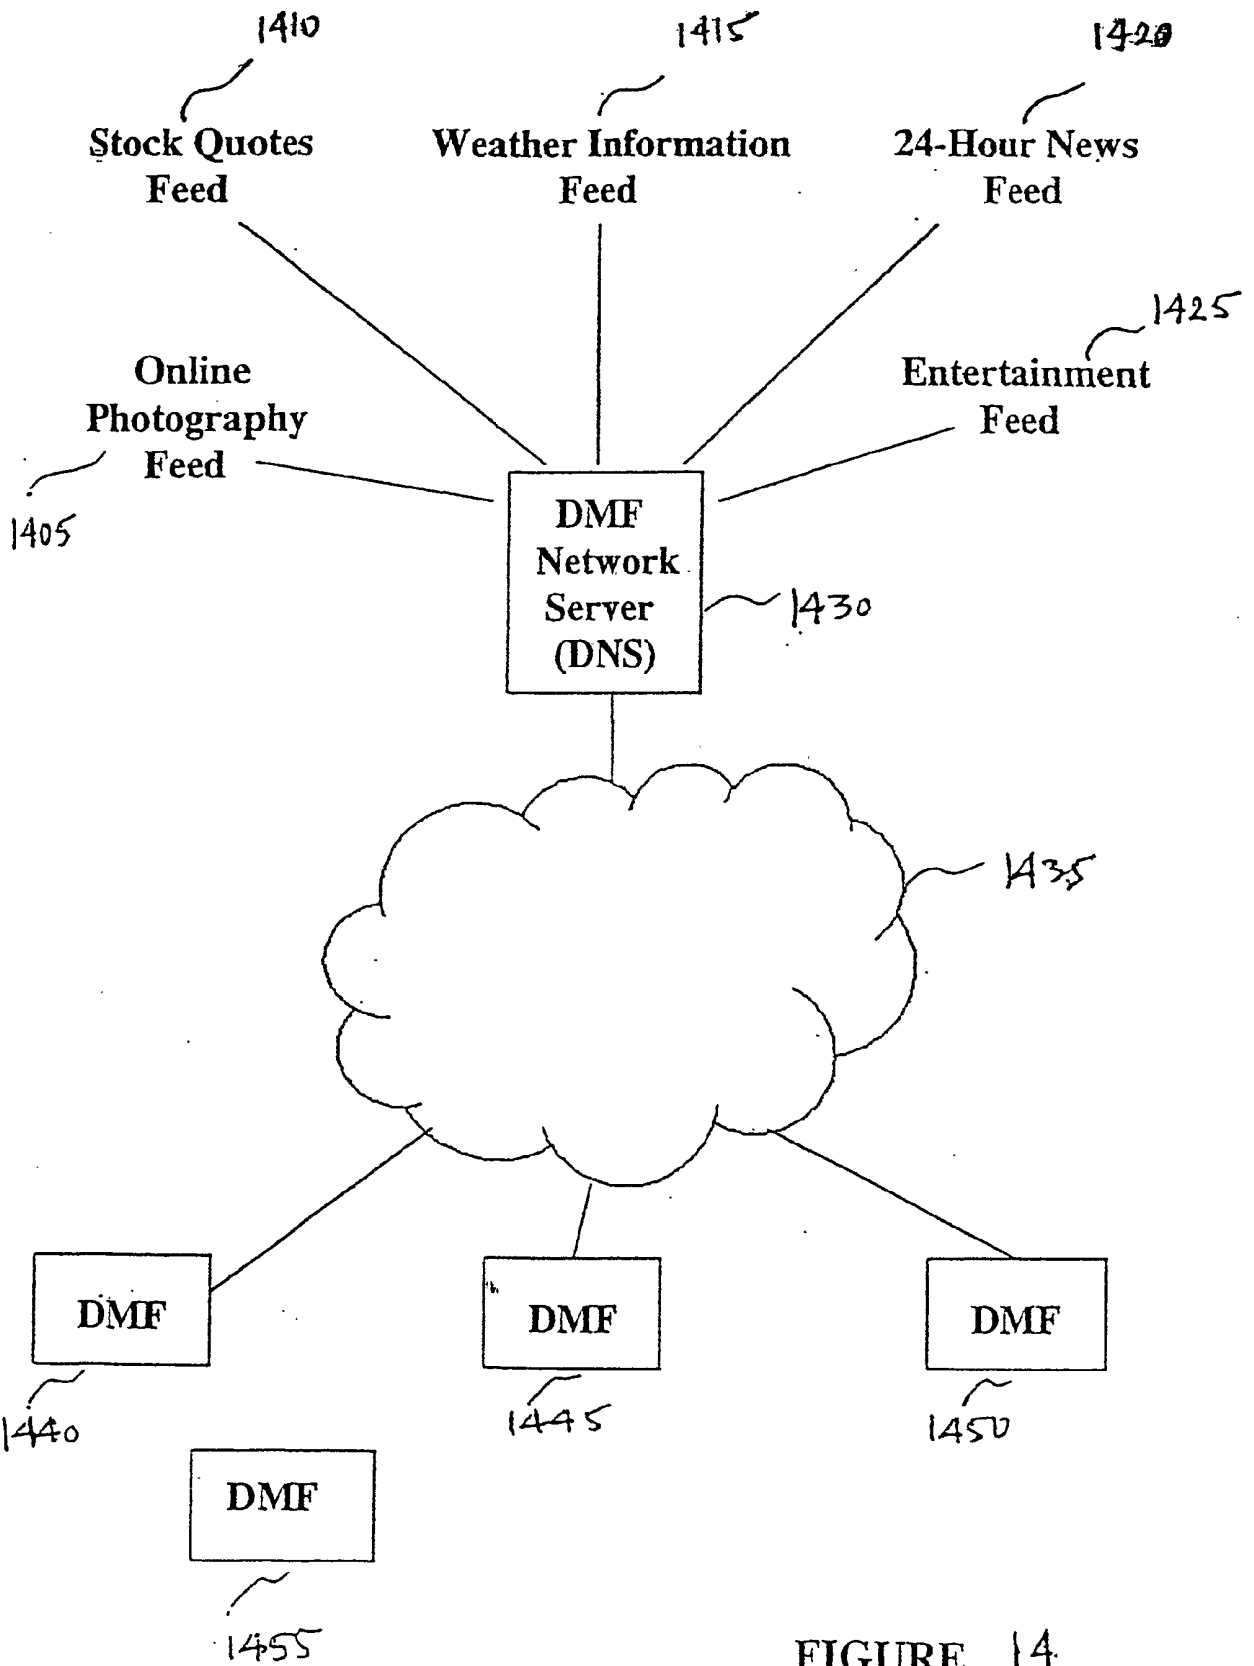 1410
1415
1420
Stock Quotes
Feed
Weather Information
Feed
24-Hour News
Feed
1425
Online
Photography
Feed
Entertainment
Feed
1405
DMF
Network
Server
(DNS)
1430
1435
DMF
DMF
DMF
1440
1445
1450
DMF
1455
FIGURE 14